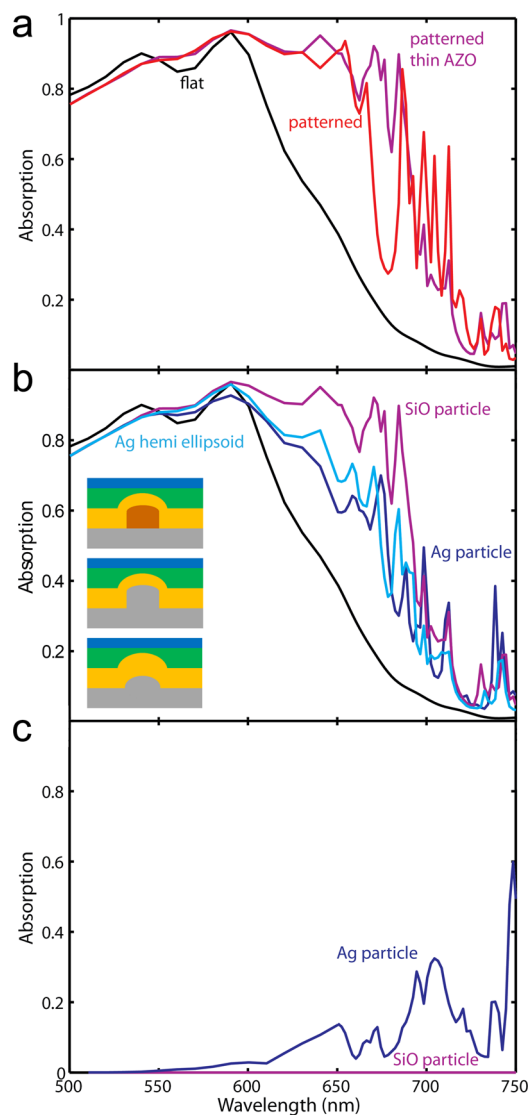 a
1
0.8
0.6
0.4
0.2
Absorption
flat
patterned
patterned
thin AZO
b
0.8
0.6
0.4
0.2
Absorption
Ag hemi ellipsoid
SiO particle
Ag particle
c
0.8
0.6
0.4
0.2
0
Absorption
Ag particle
SiO particle
500
550
600
650
700
750
Wavelength (nm)